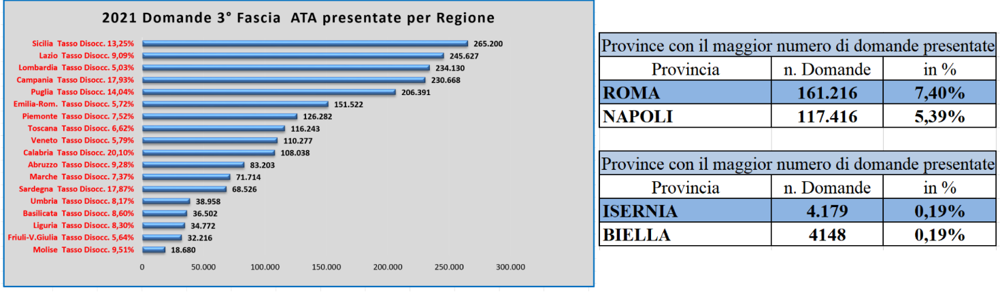 2021 Domande 3° Fascia ATA presentate per Regione
Sicilia Tasso Disocc. 13,25% 265.200
Lazio Tasso Disocc. 9,09% 245.627
Lombardia Tasso Disocc. 5,03% 234.130
Campania Tasso Disocc. 17,93% 230.668
Puglia Tasso Disocc. 14,04% 206.391
Emilia-Rom. Tasso Disocc. 5,72% 151.522
Piemonte Tasso Disocc. 7,52% 126.282
Toscana Tasso Disocc. 6,62% 116.243
Veneto Tasso Disocc. 5,79% 110.277
Calabria Tasso Disocc. 20,10% 108.038
Abruzzo Tasso Disocc. 9,28% 83.203
Marche Tasso Disocc. 7,37% 71.714
Sardegna Tasso Disocc. 17,87% 68.526
Umbria Tasso Disocc. 8,17% 38.958
Basilicata Tasso Disocc. 8,60% 36.502
Liguria Tasso Disocc. 8,30% 34.772
Friuli-V.Giulia Tasso Disocc. 5,64% 32.216
Molise Tasso Disocc. 9,51% 18.680
0 50.000 100.000 150.000 200.000 250.000 300.000
Province con il maggior numero di domande presentate
Provincia n. Domande in %
ROMA 161.216 7,40%
NAPOLI 117.416 5,39%
Province con il maggior numero di domande presentate
Provincia n. Domande in %
ISERNIA 4.179 0,19%
BIELLA 4148 0,19%